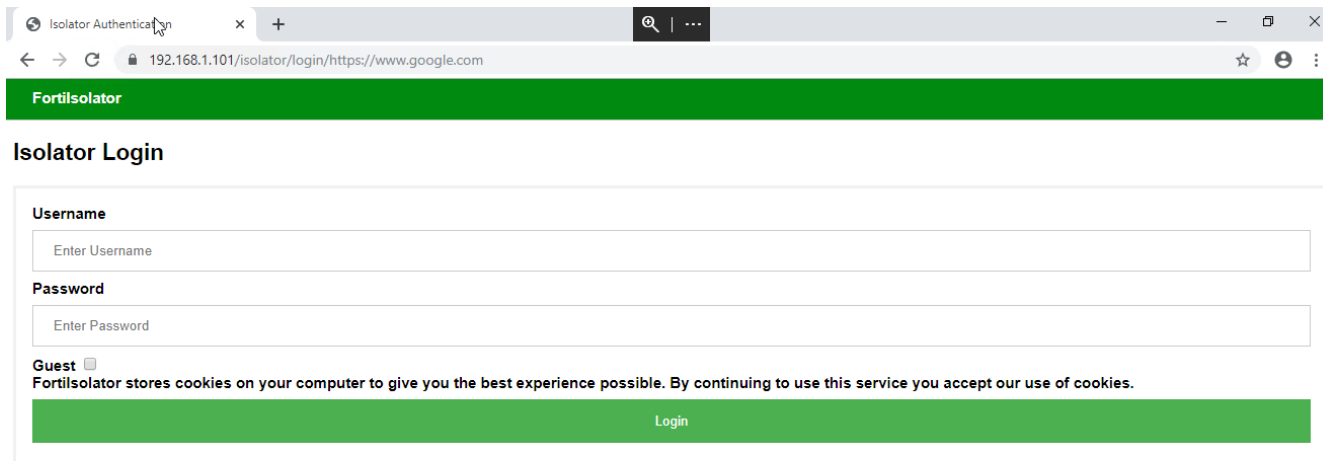 Isolator Authentication
192.168.1.101/isolator/login/https://www.google.com
FortiIsolator
Isolator Login
Username
Enter Username
Password
Enter Password
Guest
FortiIsolator stores cookies on your computer to give you the best experience possible. By continuing to use this service you accept our use of cookies.
Login